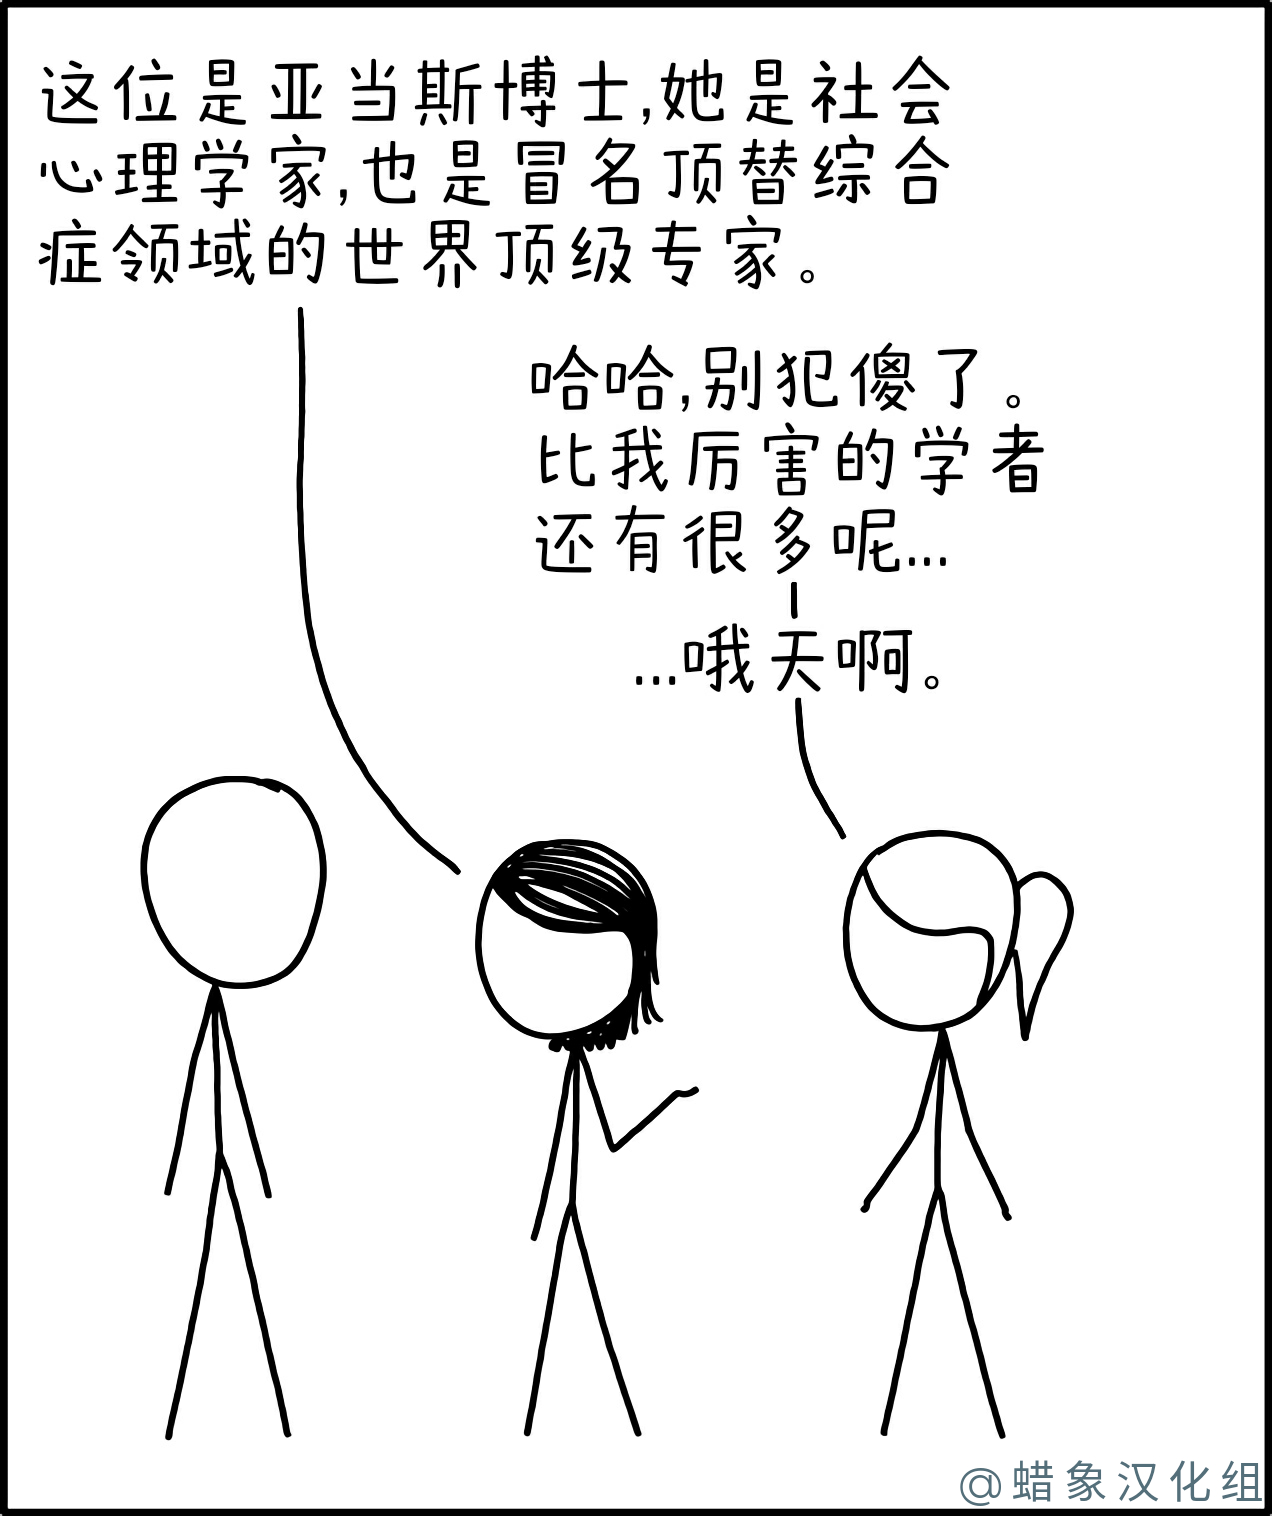 这位是亚当斯博士,她是社会
心理学家,也是冒名顶替综合
症领域的世界顶级专家。
哈哈,别犯傻了。
比我厉害的学者
还有很多呢...
...哦天啊。
@蜡象汉化组